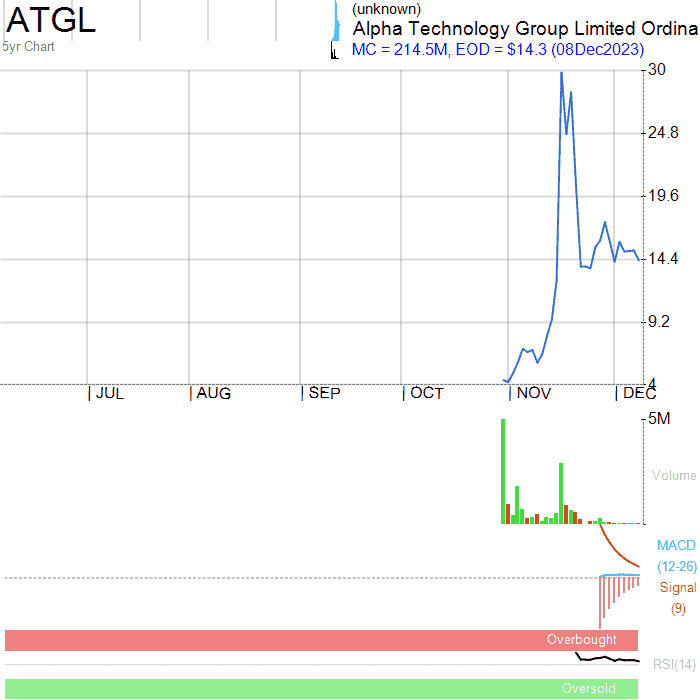 ATGL
(unknown)
Alpha Technology Group Limited Ordina
5yr Chart
MC = 214.5M, EOD = $14.3 (08Dec2023)
30
24.8
19.6
14.4
9.2
4
JUL AUG SEP OCT NOV DEC
5M
Volume
MACD
(12-26)
Signal
(9)
Overbought
RSI(14)
Oversold